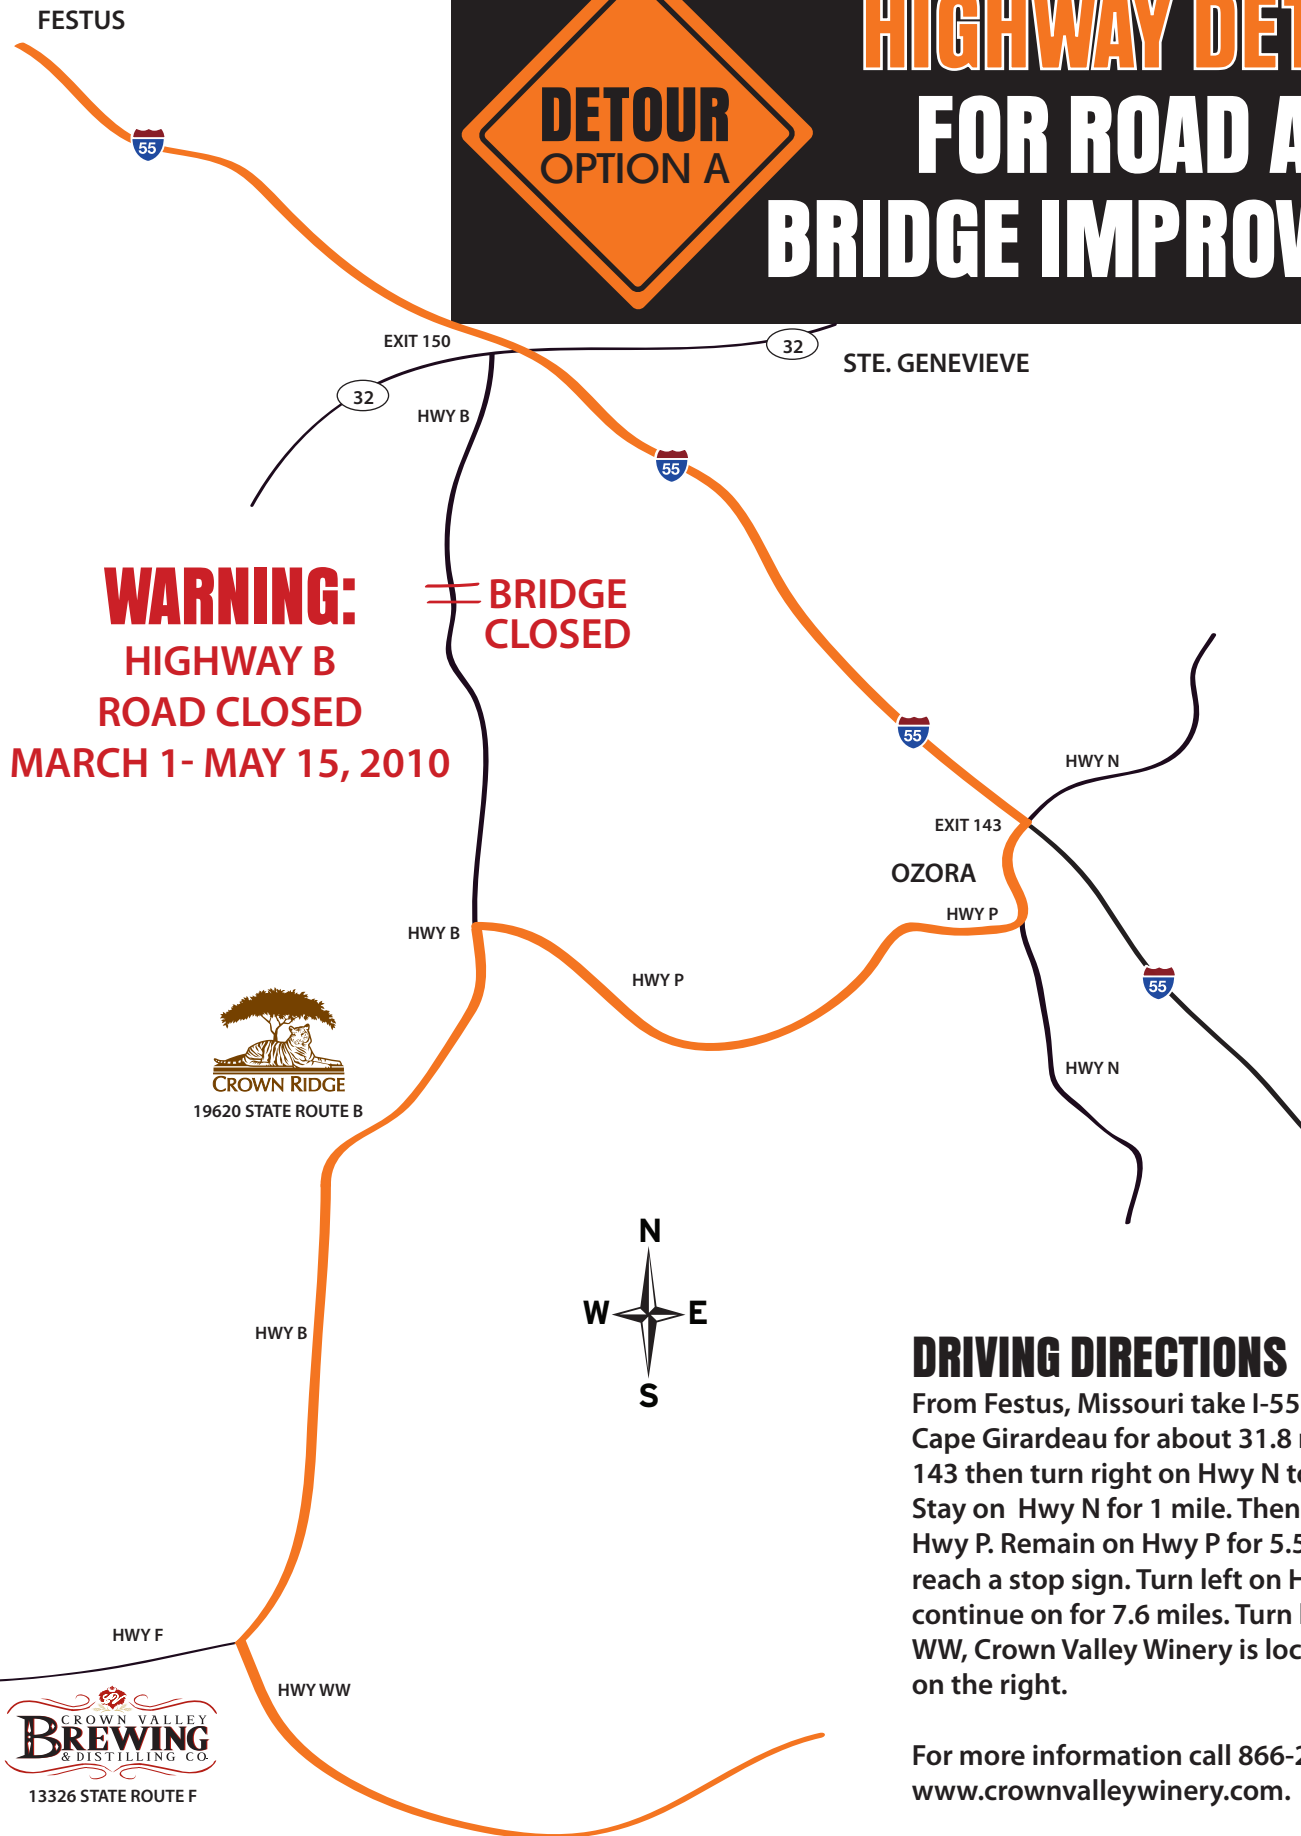 FESTUS
HIGHWAY DET
DETOUR
OPTION A
FOR ROAD A
BRIDGE IMPROV
55
EXIT 150
32
STE. GENEVIEVE
32
HWY B
55
WARNING:
HIGHWAY B
ROAD CLOSED
MARCH 1- MAY 15, 2010
BRIDGE
CLOSED
55
HWY N
EXIT 143
OZORA
HWY P
HWY B
HWY P
55
CROWN RIDGE
19620 STATE ROUTE B
HWY N
N
W E
S
HWY B
DRIVING DIRECTIONS
From Festus, Missouri take I-55
Cape Girardeau for about 31.8
143 then turn right on Hwy N
Stay on Hwy N for 1 mile. Then
Hwy P. Remain on Hwy P for 5.5
reach a stop sign. Turn left on H
continue on for 7.6 miles. Turn
WW, Crown Valley Winery is loc
on the right.
For more information call 866-2
www.crownvalleywinery.com.
HWY F
HWY WW
CROWN VALLEY
BREWING
& DISTILLING CO.
13326 STATE ROUTE F